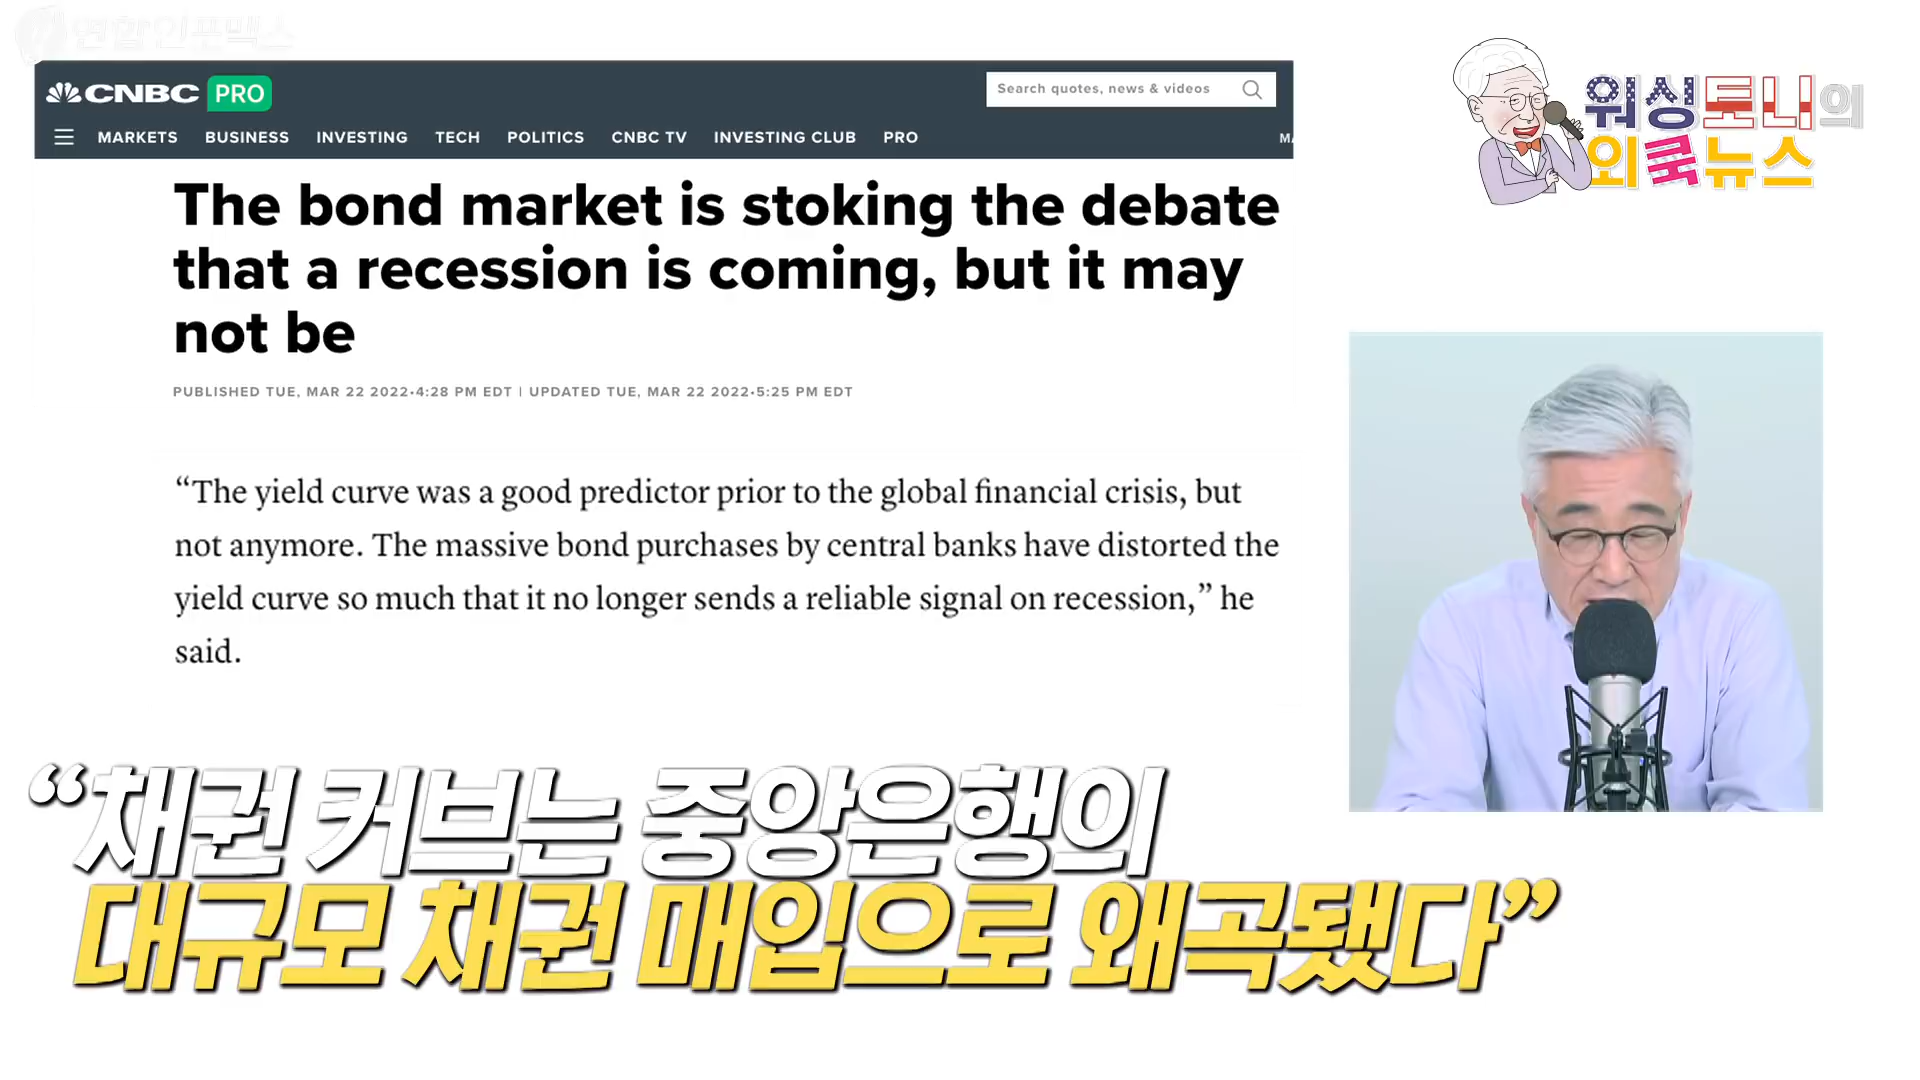 연합인포맥스
CNBC PRO
Search quotes, news & videos
MARKETS BUSINESS INVESTING TECH POLITICS CNBC TV INVESTING CLUB PRO
워싱토니의
외쿡뉴스
The bond market is stoking the debate
that a recession is coming, but it may
not be
PUBLISHED TUE, MAR 22 2022•4:28 PM EDT | UPDATED TUE, MAR 22 2022•5:25 PM EDT
“The yield curve was a good predictor prior to the global financial crisis, but
not anymore. The massive bond purchases by central banks have distorted the
yield curve so much that it no longer sends a reliable signal on recession,” he
said.
“채권 커브는 중앙은행의
대규모 채권 매입으로 왜곡됐다”